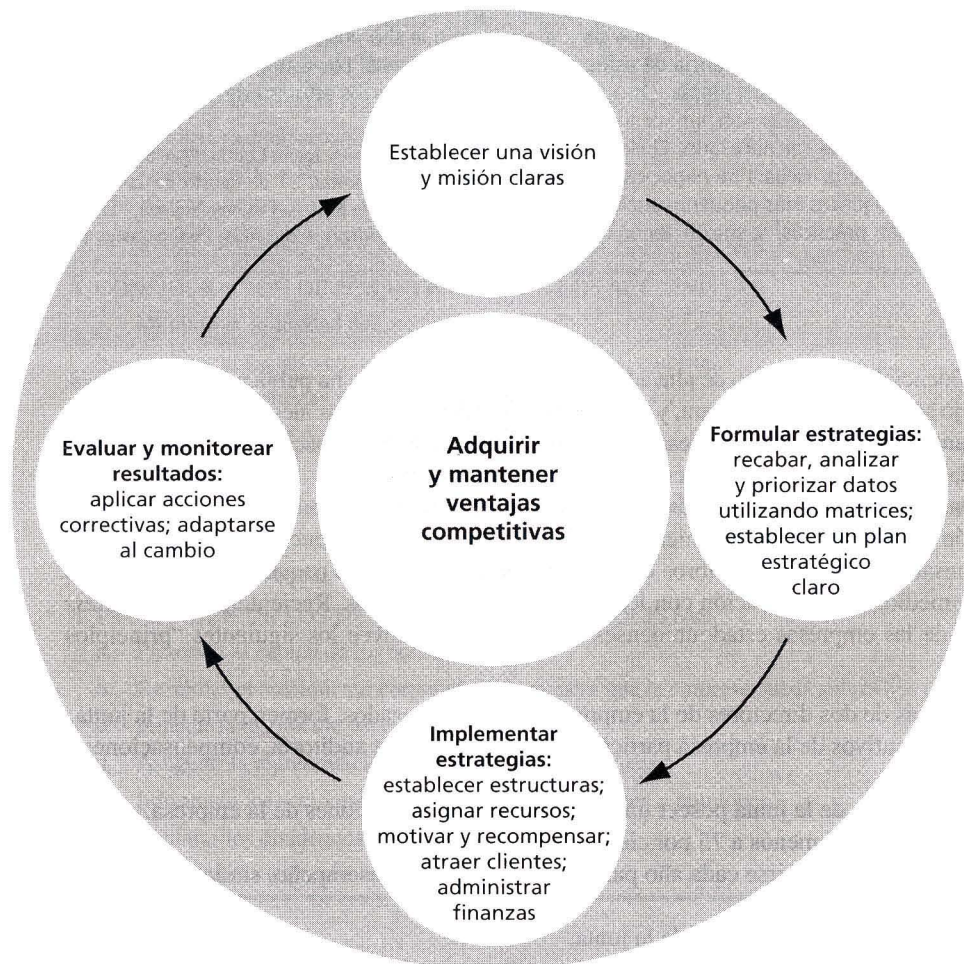 Establecer una visión
y misión claras
Evaluar y monitorear
resultados:
aplicar acciones
correctivas; adaptarse
al cambio
Adquirir
y mantener
ventajas
competitivas
Formular estrategias:
recabar, analizar
y priorizar datos
utilizando matrices;
establecer un plan
estratégico
claro
Implementar
estrategias:
establecer estructuras;
asignar recursos;
motivar y recompensar;
atraer clientes;
administrar
finanzas